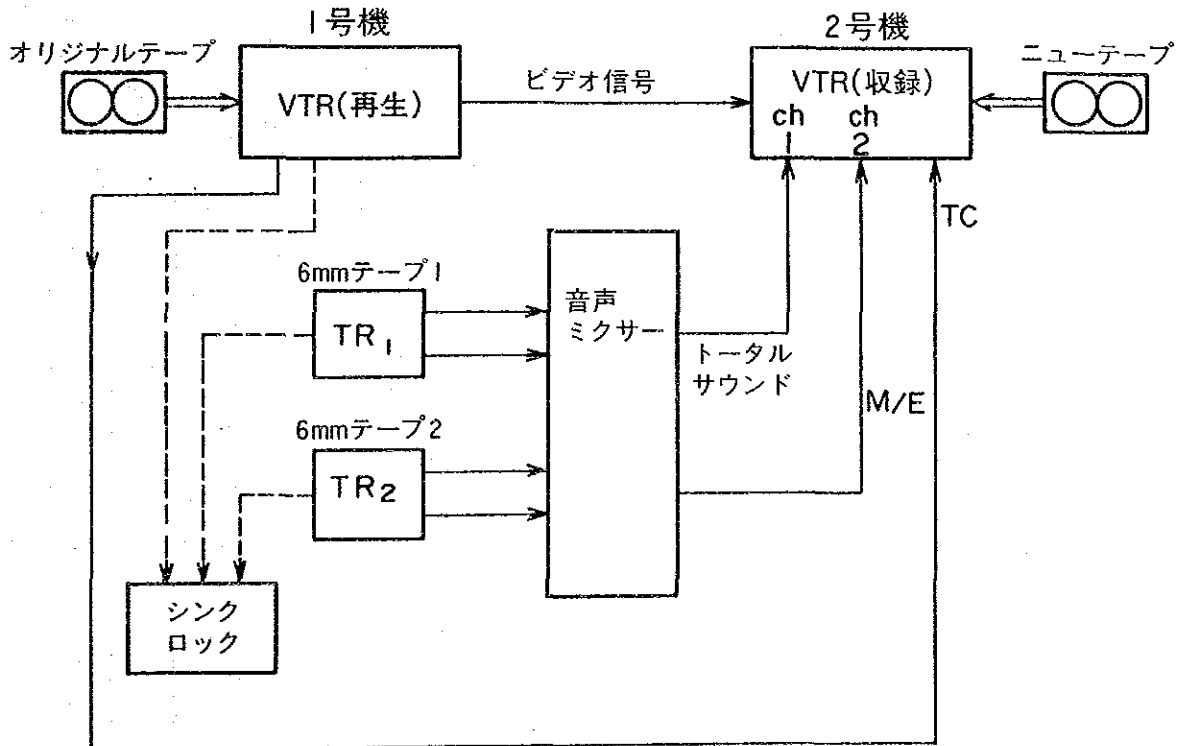 1号機
2号機
オリジナルテープ
ニューテープ
VTR(再生)
ビデオ信号
VTR(収録)
ch
1
ch
2
TC
6mmテープ1
TR1
音声
ミクサー
トータル
サウンド
M/E
6mmテープ2
TR2
シンク
ロック